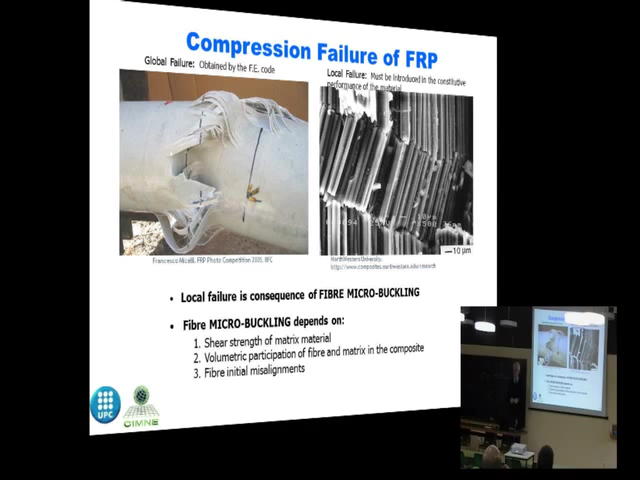 Compression Failure of FRP
Global Failure: Obtained by the F.E. code
Local Failure: Must be introduced in the constitutive
performance of the material
10 µm
Francesco Micelli, FRP Photo Competition 2005, IIFC
NorthWestern University.
http://www.composites.northwestern.edu/research
• Local failure is consequence of FIBRE MICRO-BUCKLING
• Fibre MICRO-BUCKLING depends on:
1. Shear strength of matrix material
2. Volumetric participation of fibre and matrix in the composite
3. Fibre initial misalignments
UPC
CIMNE